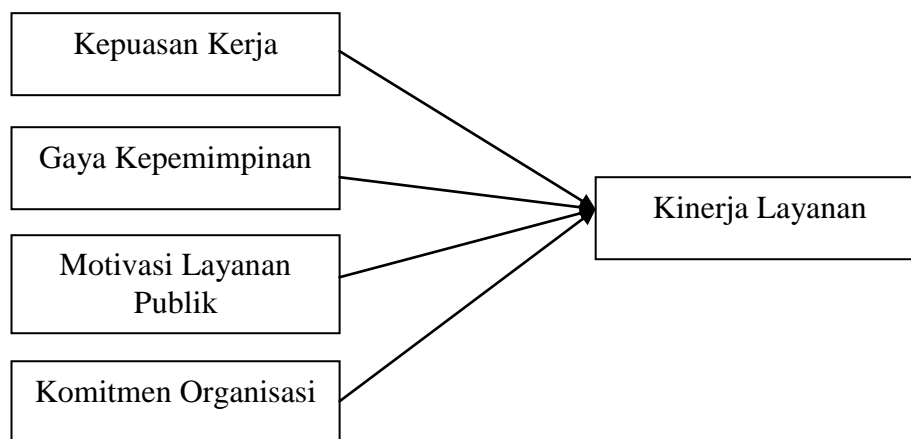 Kepuasan Kerja
Gaya Kepemimpinan
Kinerja Layanan
Motivasi Layanan
Publik
Komitmen Organisasi